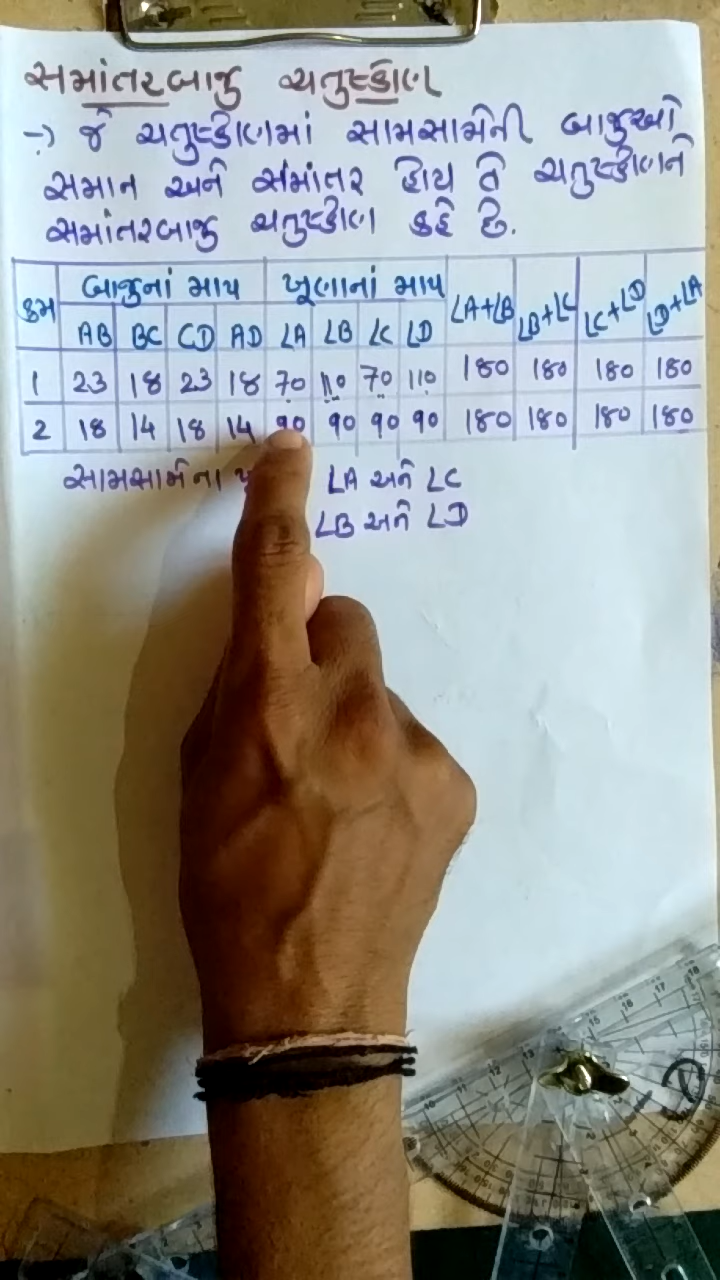 સમાંતરબાજુ ચતુષ્કોણ
→ જે ચતુષ્કોણમાં સામસામેની બાજુઓ
સમાન અને સમાંતર હોય તે ચતુષ્કોણને
સમાંતરબાજુ ચતુષ્કોણ કહે છે.
ક્રમ બાજુનાં માપ ખૂણાનાં માપ ∠A+∠B ∠B+∠C ∠C+∠D ∠D+∠A
AB BC CD AD ∠A ∠B ∠C ∠D
1 23 18 23 18 70 110 70 110 180 180 180 180
2 18 14 18 14 90 90 90 90 180 180 180 180
સામસામેના ∠A અને ∠C
∠B અને ∠D